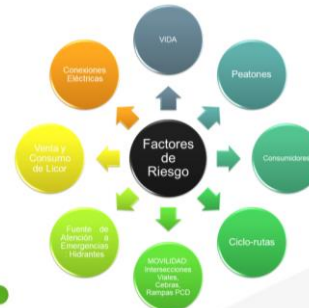 VIDA
Peatones
Consumidores
Ciclo-rutas
MOVILIDAD
Intersecciones
Viales,
Cebras,
Rampas PCD
Fuente de
Atención a
Emergencias
: Hidrantes
Venta y
Consumo
de Licor
Conexiones
Eléctricas
Factores
de
Riesgo